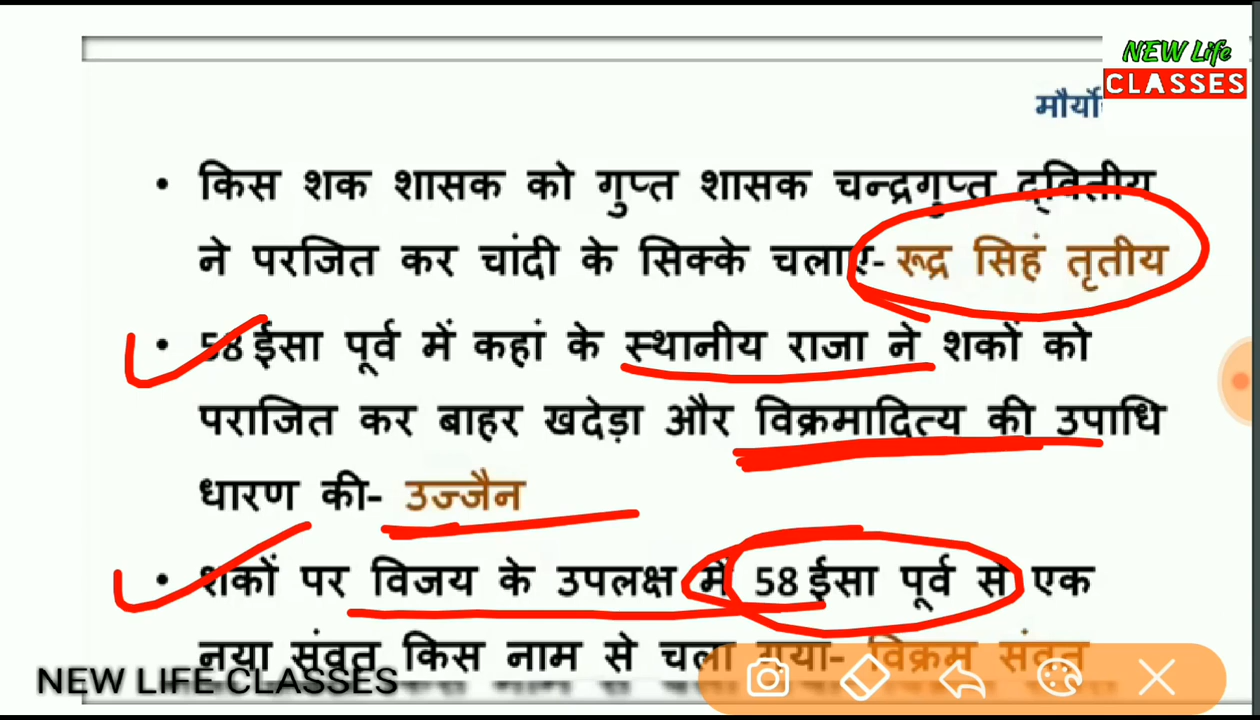 NEW Life
CLASSES
मौर्यो
• किस शक शासक को गुप्त शासक चन्द्रगुप्त द्वितीय
ने परजित कर चांदी के सिक्के चलाए- रूद्र सिहं तृतीय
• 58 ईसा पूर्व में कहां के स्थानीय राजा ने शकों को
पराजित कर बाहर खदेड़ा और विक्रमादित्य की उपाधि
धारण की- उज्जैन
• शकों पर विजय के उपलक्ष में 58 ईसा पूर्व से एक
नया संवत किस नाम से चला गया- विक्रम संवत
NEW LIFE CLASSES